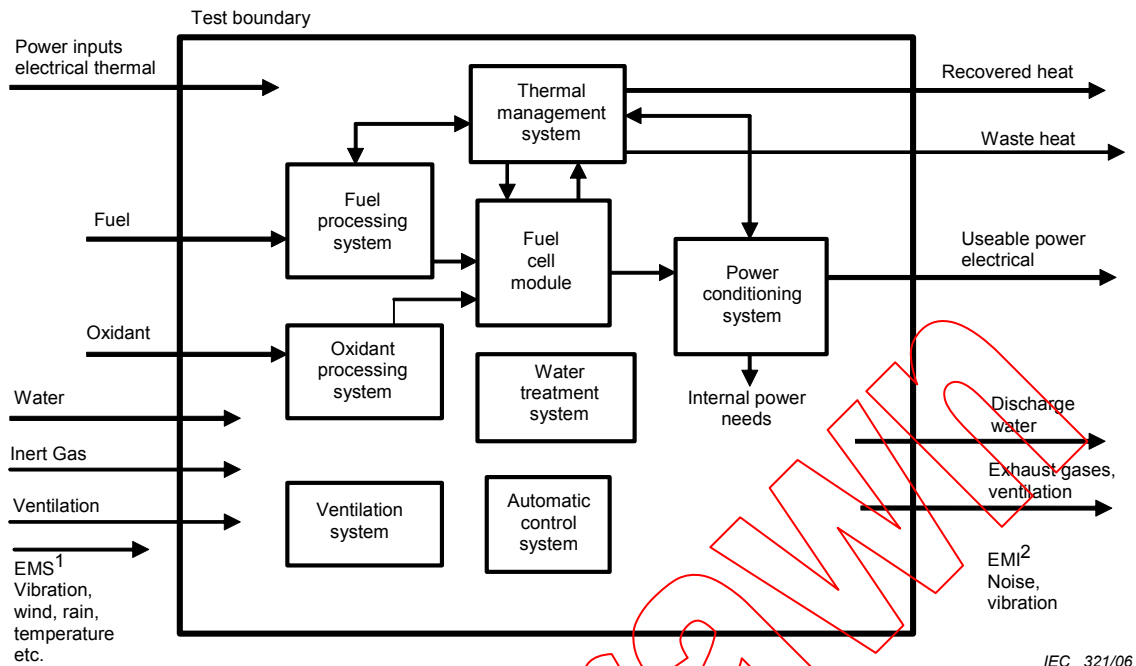 Test boundary
Power inputs
electrical thermal
Thermal
management
system
Recovered heat
Waste heat
Fuel
Fuel
processing
system
Fuel
cell
module
Power
conditioning
system
Useable power
electrical
Oxidant
Oxidant
processing
system
Water
treatment
system
Internal power
needs
Water
Discharge
water
Inert Gas
Exhaust gases,
ventilation
Ventilation
Ventilation
system
Automatic
control
system
EMS1
Vibration,
wind, rain,
temperature
etc.
EMI2
Noise,
vibration
IEC 321/06